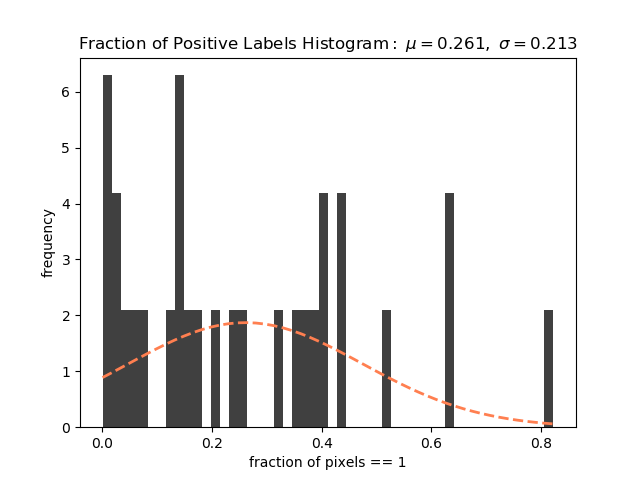 Fraction of Positive Labels Histogram: μ = 0.261, σ = 0.213
6
5
4
3
2
1
0
frequency
0.0 0.2 0.4 0.6 0.8
fraction of pixels == 1